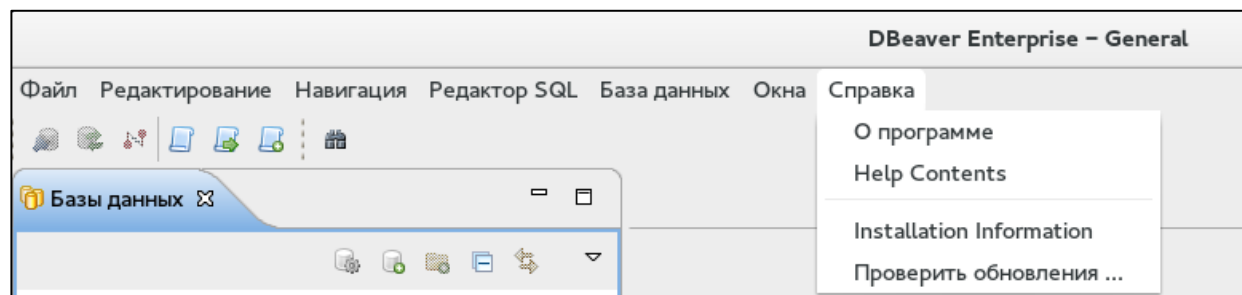 DBeaver Enterprise – General
Файл Редактирование Навигация Редактор SQL База данных Окна Справка
О программе
Help Contents
Базы данных
Installation Information
Проверить обновления ...